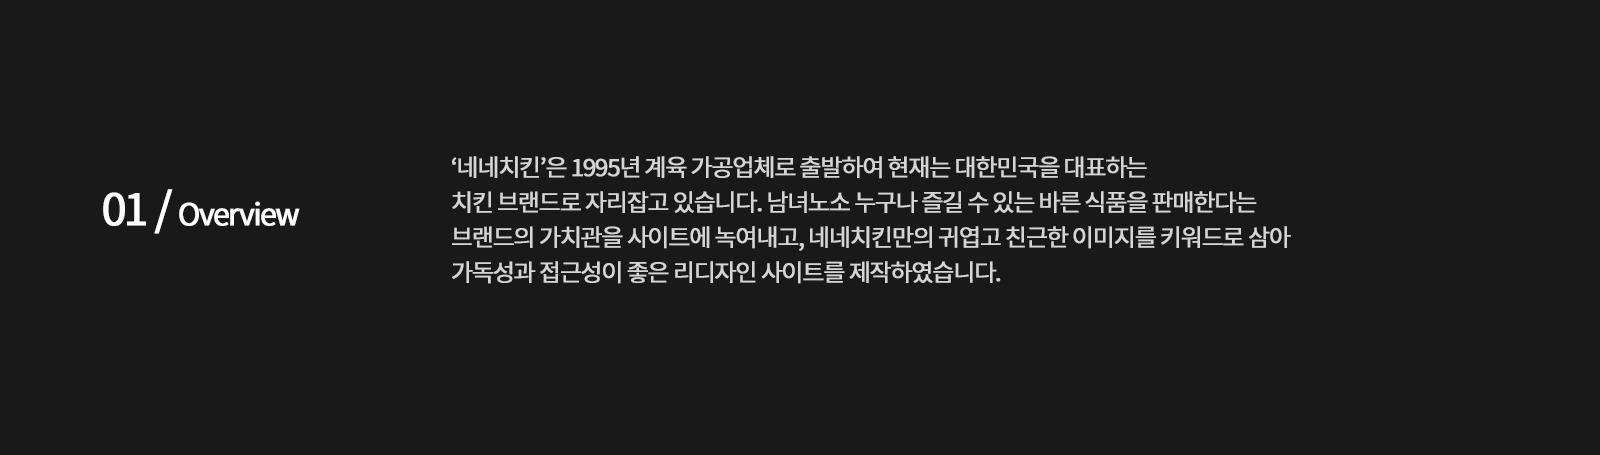 01 / Overview
‘네네치킨’은 1995년 계육 가공업체로 출발하여 현재는 대한민국을 대표하는
치킨 브랜드로 자리잡고 있습니다. 남녀노소 누구나 즐길 수 있는 바른 식품을 판매한다는
브랜드의 가치관을 사이트에 녹여내고, 네네치킨만의 귀엽고 친근한 이미지를 키워드로 삼아
가독성과 접근성이 좋은 리디자인 사이트를 제작하였습니다.